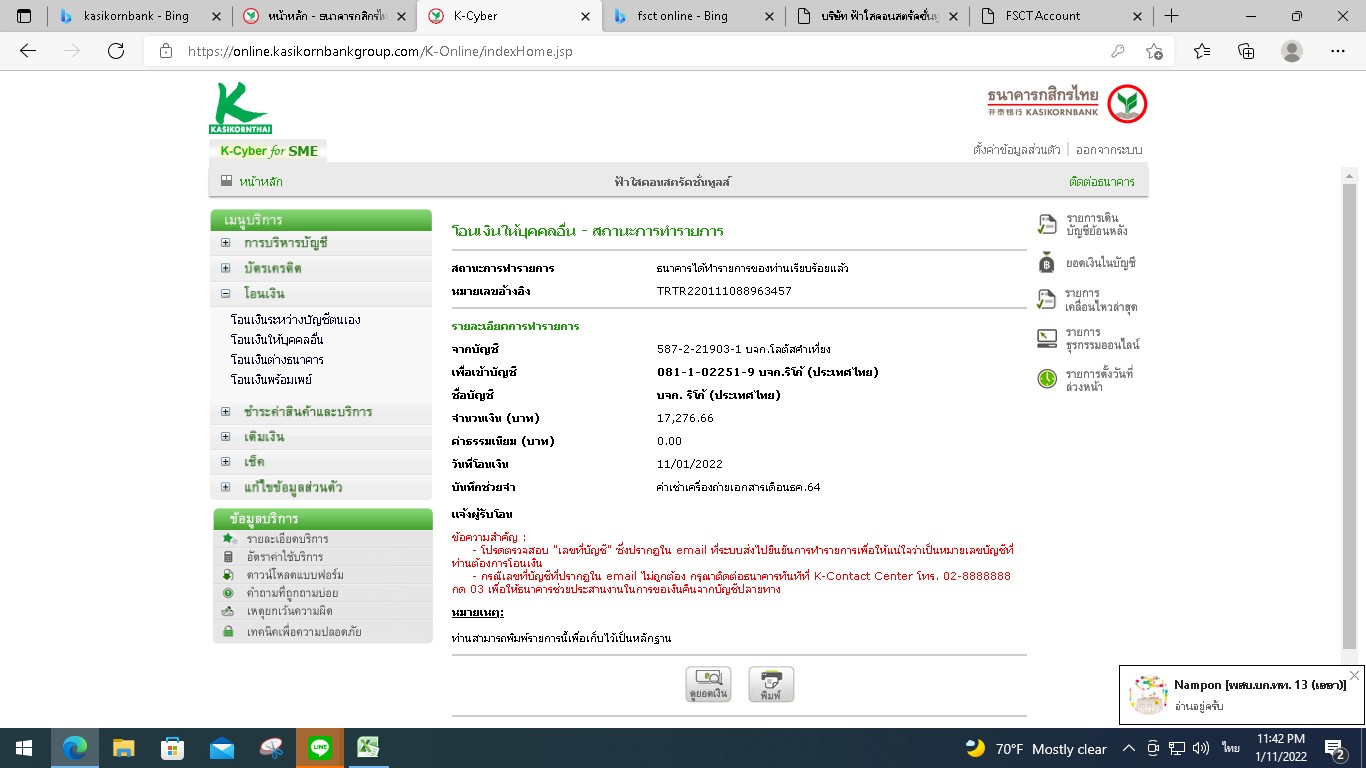 kasikornbank - Bing
หน้าหลัก - ธนาคารกสิกรไท
K-Cyber
fsct online - Bing
บริษัท ฟ้าใสคอนสตรัคชั่นทู
FSCT Account
https://online.kasikornbankgroup.com/K-Online/indexHome.jsp
K
KASIKORNTHAI
ธนาคารกสิกรไทย
开泰银行 KASIKORNBANK
K-Cyber for SME
ตั้งค่าข้อมูลส่วนตัว | ออกจากระบบ
หน้าหลัก
ฟ้าใสคอนสตรัคชั่นทูลส์
ติดต่อธนาคาร
เมนูบริการ
การบริหารบัญชี
บัตรเครดิต
โอนเงิน
โอนเงินระหว่างบัญชีตนเอง
โอนเงินให้บุคคลอื่น
โอนเงินต่างธนาคาร
โอนเงินพร้อมเพย์
ชำระค่าสินค้าและบริการ
เติมเงิน
เช็ค
แก้ไขข้อมูลส่วนตัว
ข้อมูลบริการ
รายละเอียดบริการ
อัตราค่าใช้บริการ
ดาวน์โหลดแบบฟอร์ม
คำถามที่ถูกถามบ่อย
เหตุยกเว้นความผิด
เทคนิคเพื่อความปลอดภัย
โอนเงินให้บุคคลอื่น - สถานะการทำรายการ
สถานะการทำรายการ ธนาคารได้ทำรายการของท่านเรียบร้อยแล้ว
หมายเลขอ้างอิง TRTR220111088963457
รายละเอียดการทำรายการ
จากบัญชี 587-2-21903-1 บจก.โลตัสคำเที่ยง
เพื่อเข้าบัญชี 081-1-02251-9 บจก.ริโก้ (ประเทศไทย)
ชื่อบัญชี บจก. ริโก้ (ประเทศไทย)
จำนวนเงิน (บาท) 17,276.66
ค่าธรรมเนียม (บาท) 0.00
วันที่โอนเงิน 11/01/2022
บันทึกช่วยจำ ค่าเช่าเครื่องถ่ายเอกสารเดือนธค.64
แจ้งผู้รับโอน
ข้อความสำคัญ :
- โปรดตรวจสอบ "เลขที่บัญชี" ซึ่งปรากฏใน email ที่ระบบส่งไปยืนยันการทำรายการเพื่อให้แน่ใจว่าเป็นหมายเลขบัญชีที่
ท่านต้องการโอนเงิน
- กรณีเลขที่บัญชีที่ปรากฏใน email ไม่ถูกต้อง กรุณาติดต่อธนาคารทันทีที่ K-Contact Center โทร. 02-8888888
กด 03 เพื่อให้ธนาคารช่วยประสานงานในการขอเงินคืนจากบัญชีปลายทาง
หมายเหตุ:
ท่านสามารถพิมพ์รายการนี้เพื่อเก็บไว้เป็นหลักฐาน
ดูยอดเงิน
พิมพ์
รายการเดิน
บัญชีย้อนหลัง
ยอดเงินในบัญชี
รายการ
เคลื่อนไหวล่าสุด
รายการ
ธุรกรรมออนไลน์
รายการตั้งวันที่
ล่วงหน้า
Nampon [พสบ.บก.ทท. 13 (เอชา)]
อ่านอยู่ครับ
70°F Mostly clear
ไทย
11:42 PM
1/11/2022
2